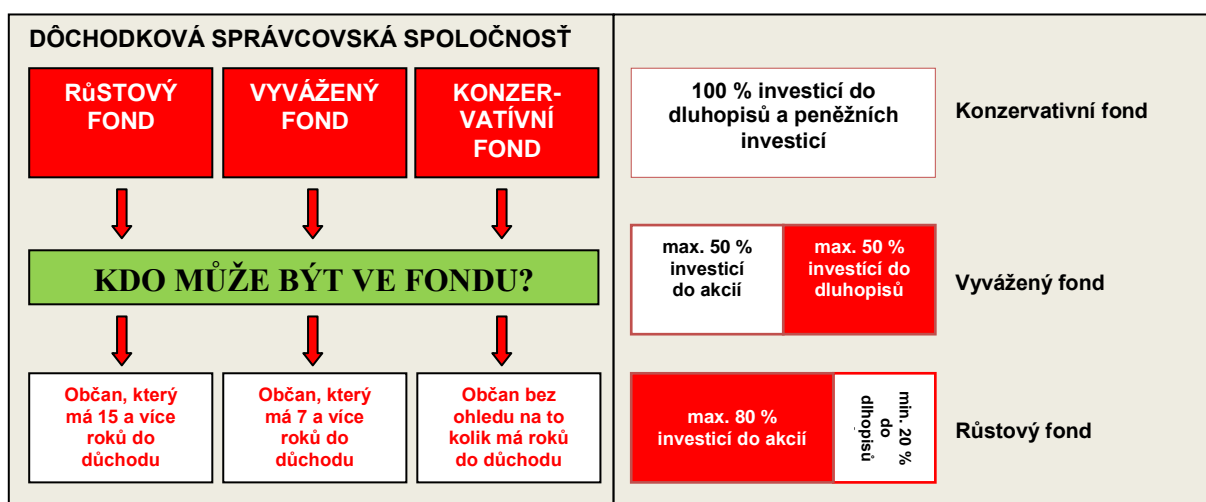 DÔCHODKOVÁ SPRÁVCOVSKÁ SPOLOČNOSŤ
RůSTOVÝ
FOND
VYVÁŽENÝ
FOND
KONZER-
VATÍVNÍ
FOND
KDO MŮŽE BÝT VE FONDU?
Občan, který
má 15 a více
roků do
důchodu
Občan, který
má 7 a více
roků do
důchodu
Občan bez
ohledu na to
kolik má roků
do důchodu
100 % investicí do
dluhopisů a peněžních
investicí
Konzervativní fond
max. 50 %
investicí
do akcií
max. 50 %
investící do
dluhopisů
Vyvážený fond
max. 80 %
investicí do akcií
min. 20 %
do
dlhopisů
Růstový fond